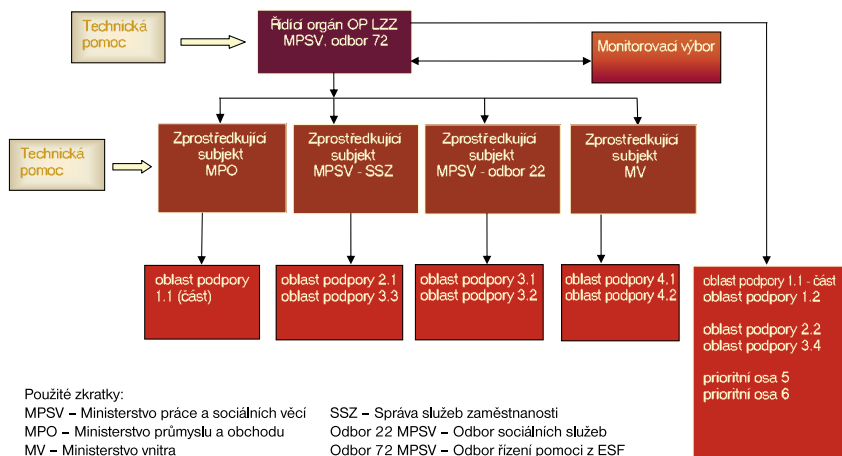 Technická
pomoc
Řídící orgán OP LZZ
MPSV, odbor 72
Monitorovací výbor
Technická
pomoc
Zprostředkující
subjekt
MPO
Zprostředkující
subjekt
MPSV - SSZ
Zprostředkující
subjekt
MPSV - odbor 22
Zprostředkující
subjekt
MV
oblast podpory
1.1 (část)
oblast podpory 2.1
oblast podpory 3.3
oblast podpory 3.1
oblast podpory 3.2
oblast podpory 4.1
oblast podpory 4.2
oblast podpory 1.1 - část
oblast podpory 1.2
oblast podpory 2.2
oblast podpory 3.4
prioritní osa 5
prioritní osa 6
Použité zkratky:
MPSV – Ministerstvo práce a sociálních věcí
MPO – Ministerstvo průmyslu a obchodu
MV – Ministerstvo vnitra
SSZ – Správa služeb zaměstnanosti
Odbor 22 MPSV – Odbor sociálních služeb
Odbor 72 MPSV – Odbor řízení pomoci z ESF